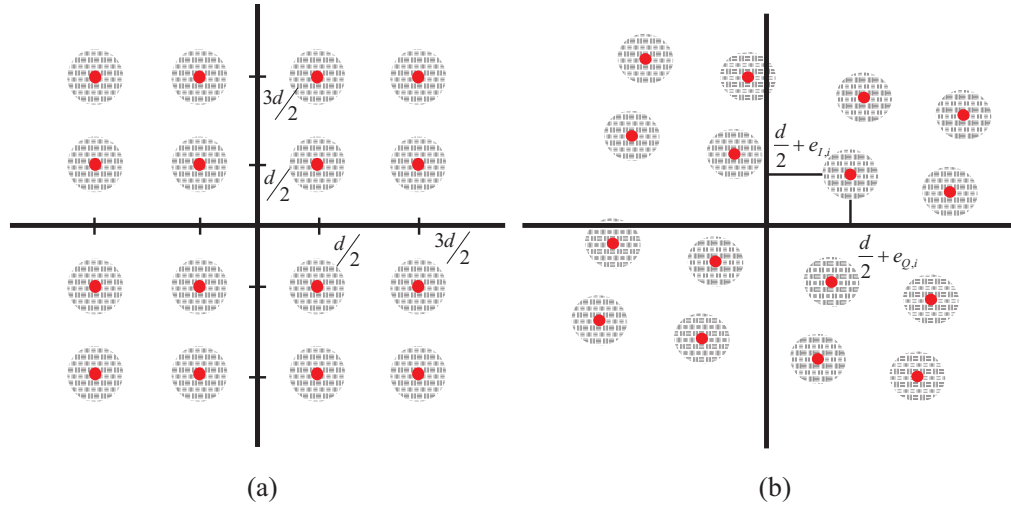 3d/2
d/2
d/2
3d/2
(a)
d/2 + e_{I,i}
d/2 + e_{Q,i}
(b)